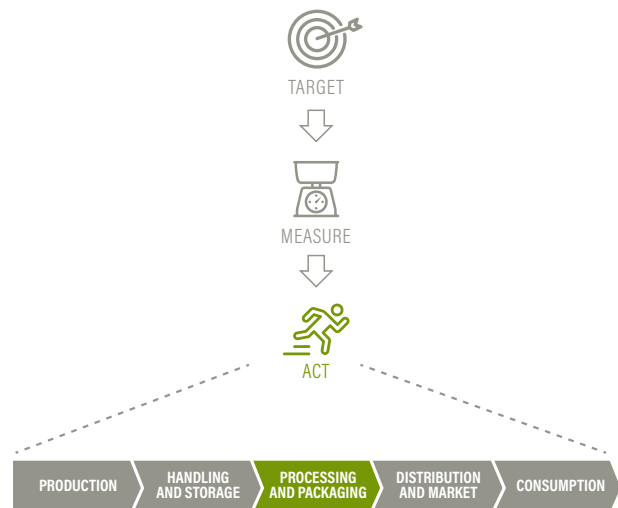 TARGET
MEASURE
ACT
PRODUCTION
HANDLING
AND STORAGE
PROCESSING
AND PACKAGING
DISTRIBUTION
AND MARKET
CONSUMPTION